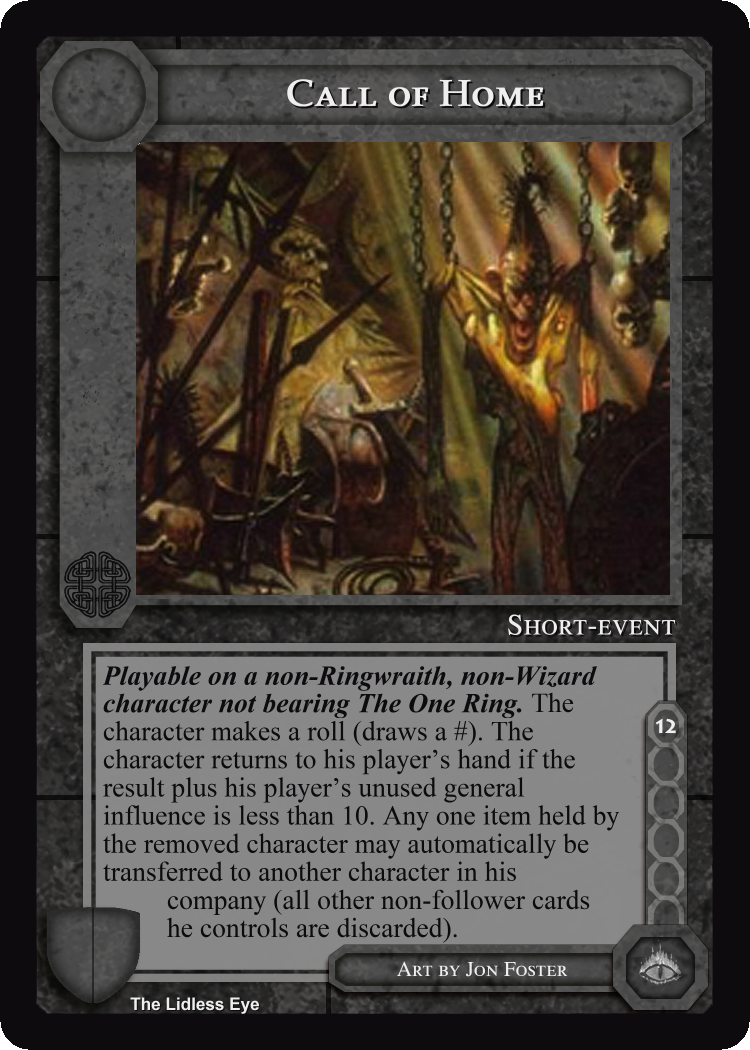 Call of Home
Short-event
Playable on a non-Ringwraith, non-Wizard
character not bearing The One Ring. The
character makes a roll (draws a #). The
character returns to his player's hand if the
result plus his player's unused general
influence is less than 10. Any one item held by
the removed character may automatically be
transferred to another character in his
company (all other non-follower cards
he controls are discarded).
12
Art by Jon Foster
The Lidless Eye